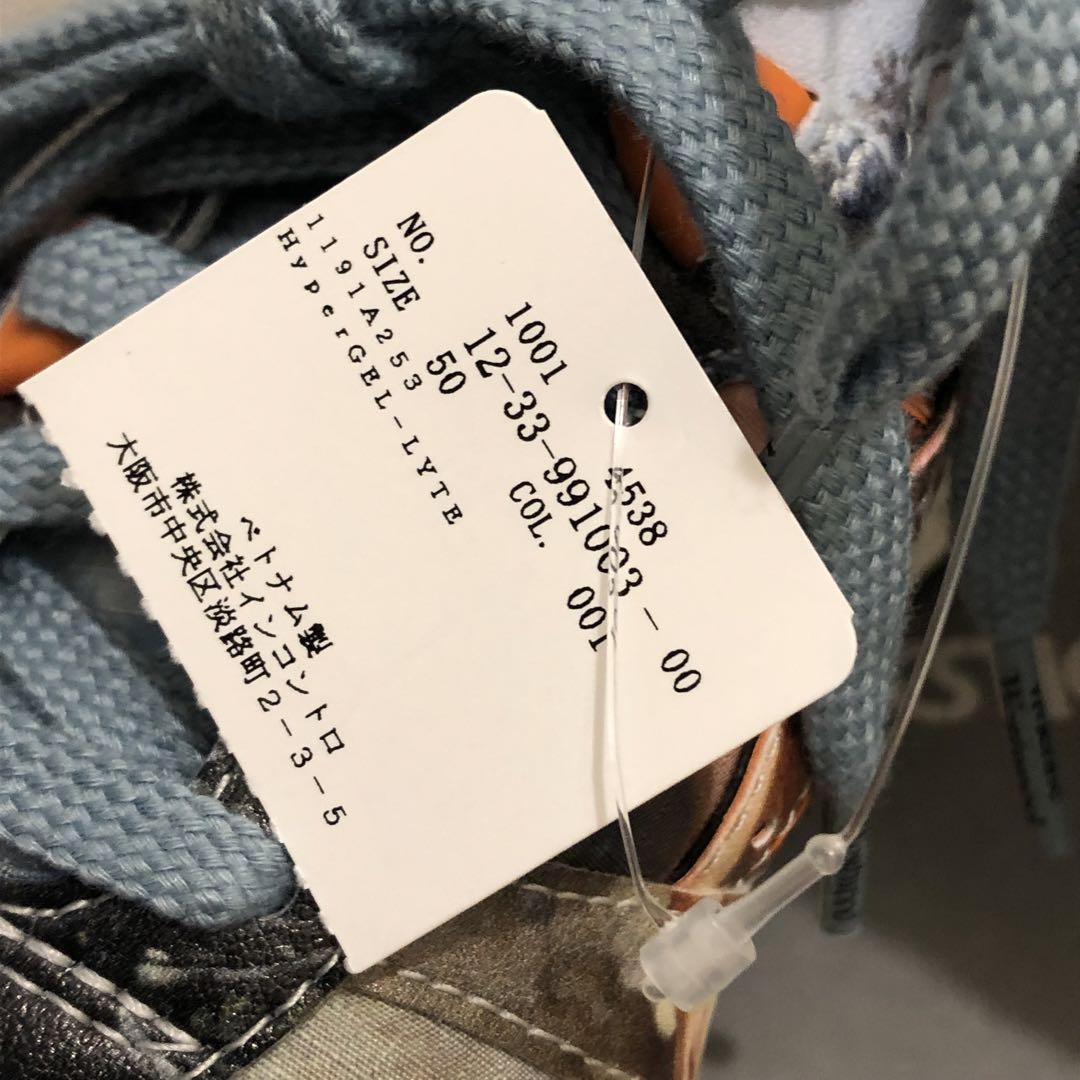 1001 4538
NO. 12-33-991003-00
SIZE 50 COL. 001
1191A253
HyperGEL-LYTE
ベトナム製
株式会社インコントロ
大阪市中央区淡路町2-3-5